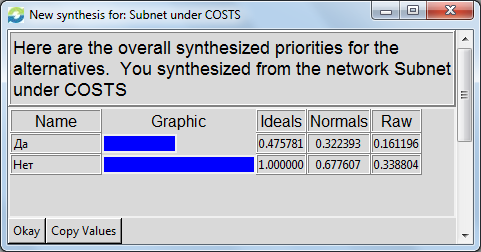 New synthesis for: Subnet under COSTS
Here are the overall synthesized priorities for the
alternatives. You synthesized from the network Subnet
under COSTS
Name Graphic Ideals Normals Raw
Да 0.475781 0.322393 0.161196
Нет 1.000000 0.677607 0.338804
Okay Copy Values